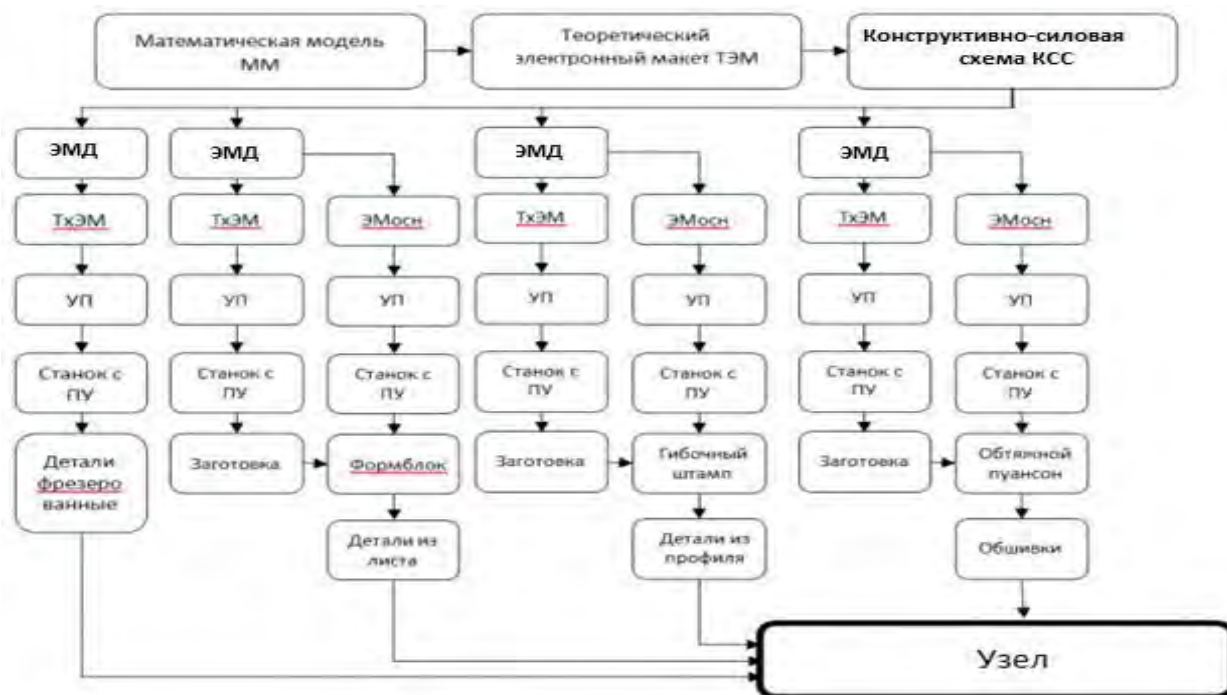 Математическая модель
ММ
Теоретический
электронный макет ТЭМ
Конструктивно-силовая
схема КСС
ЭМД
ЭМД
ЭМД
ЭМД
ТхЭМ
ТхЭМ
ЭМосн
ТхЭМ
ЭМосн
ТхЭМ
ЭМосн
УП
УП
УП
УП
УП
УП
УП
Станок с
ПУ
Станок с
ПУ
Станок с
ПУ
Станок с
ПУ
Станок с
ПУ
Станок с
ПУ
Станок с
ПУ
Детали
фрезеро
ванные
Заготовка
Формблок
Заготовка
Гибочный
штамп
Заготовка
Обтяжной
пуансон
Детали из
листа
Детали из
профиля
Обшивки
Узел